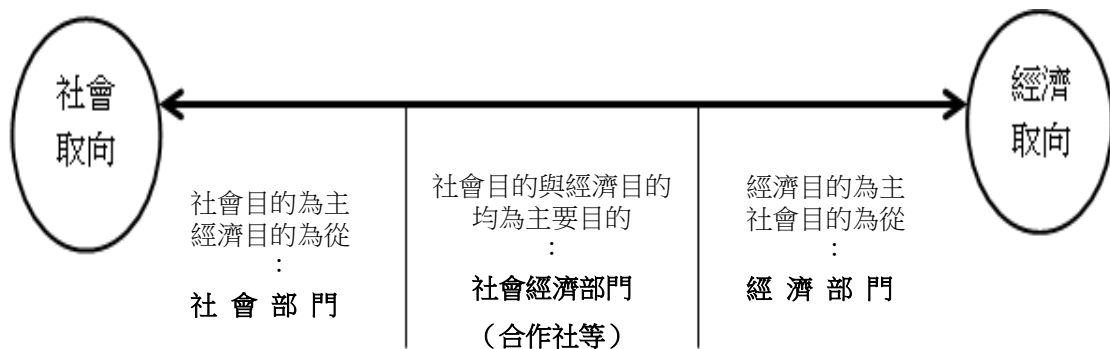 社會
取向
經濟
取向
社會目的為主
經濟目的為從
：
社會部門
社會目的與經濟目的
均為主要目的
：
社會經濟部門
（合作社等）
經濟目的為主
社會目的為從
：
經濟部門